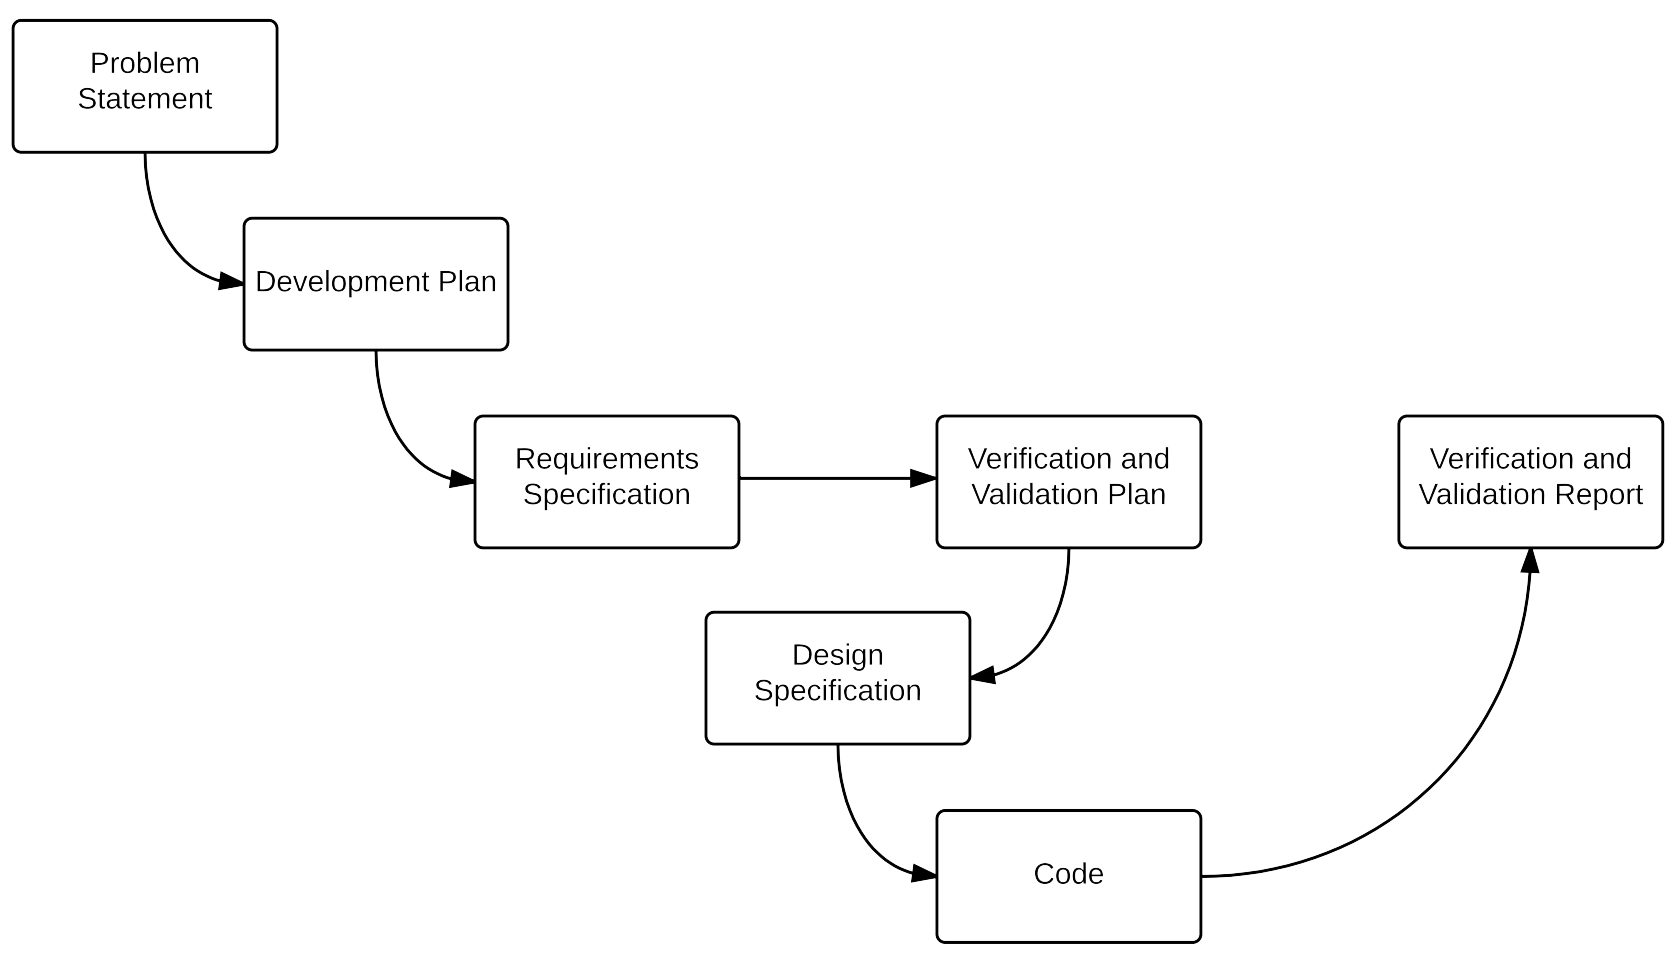 Problem
Statement
Development Plan
Requirements
Specification
Verification and
Validation Plan
Verification and
Validation Report
Design
Specification
Code